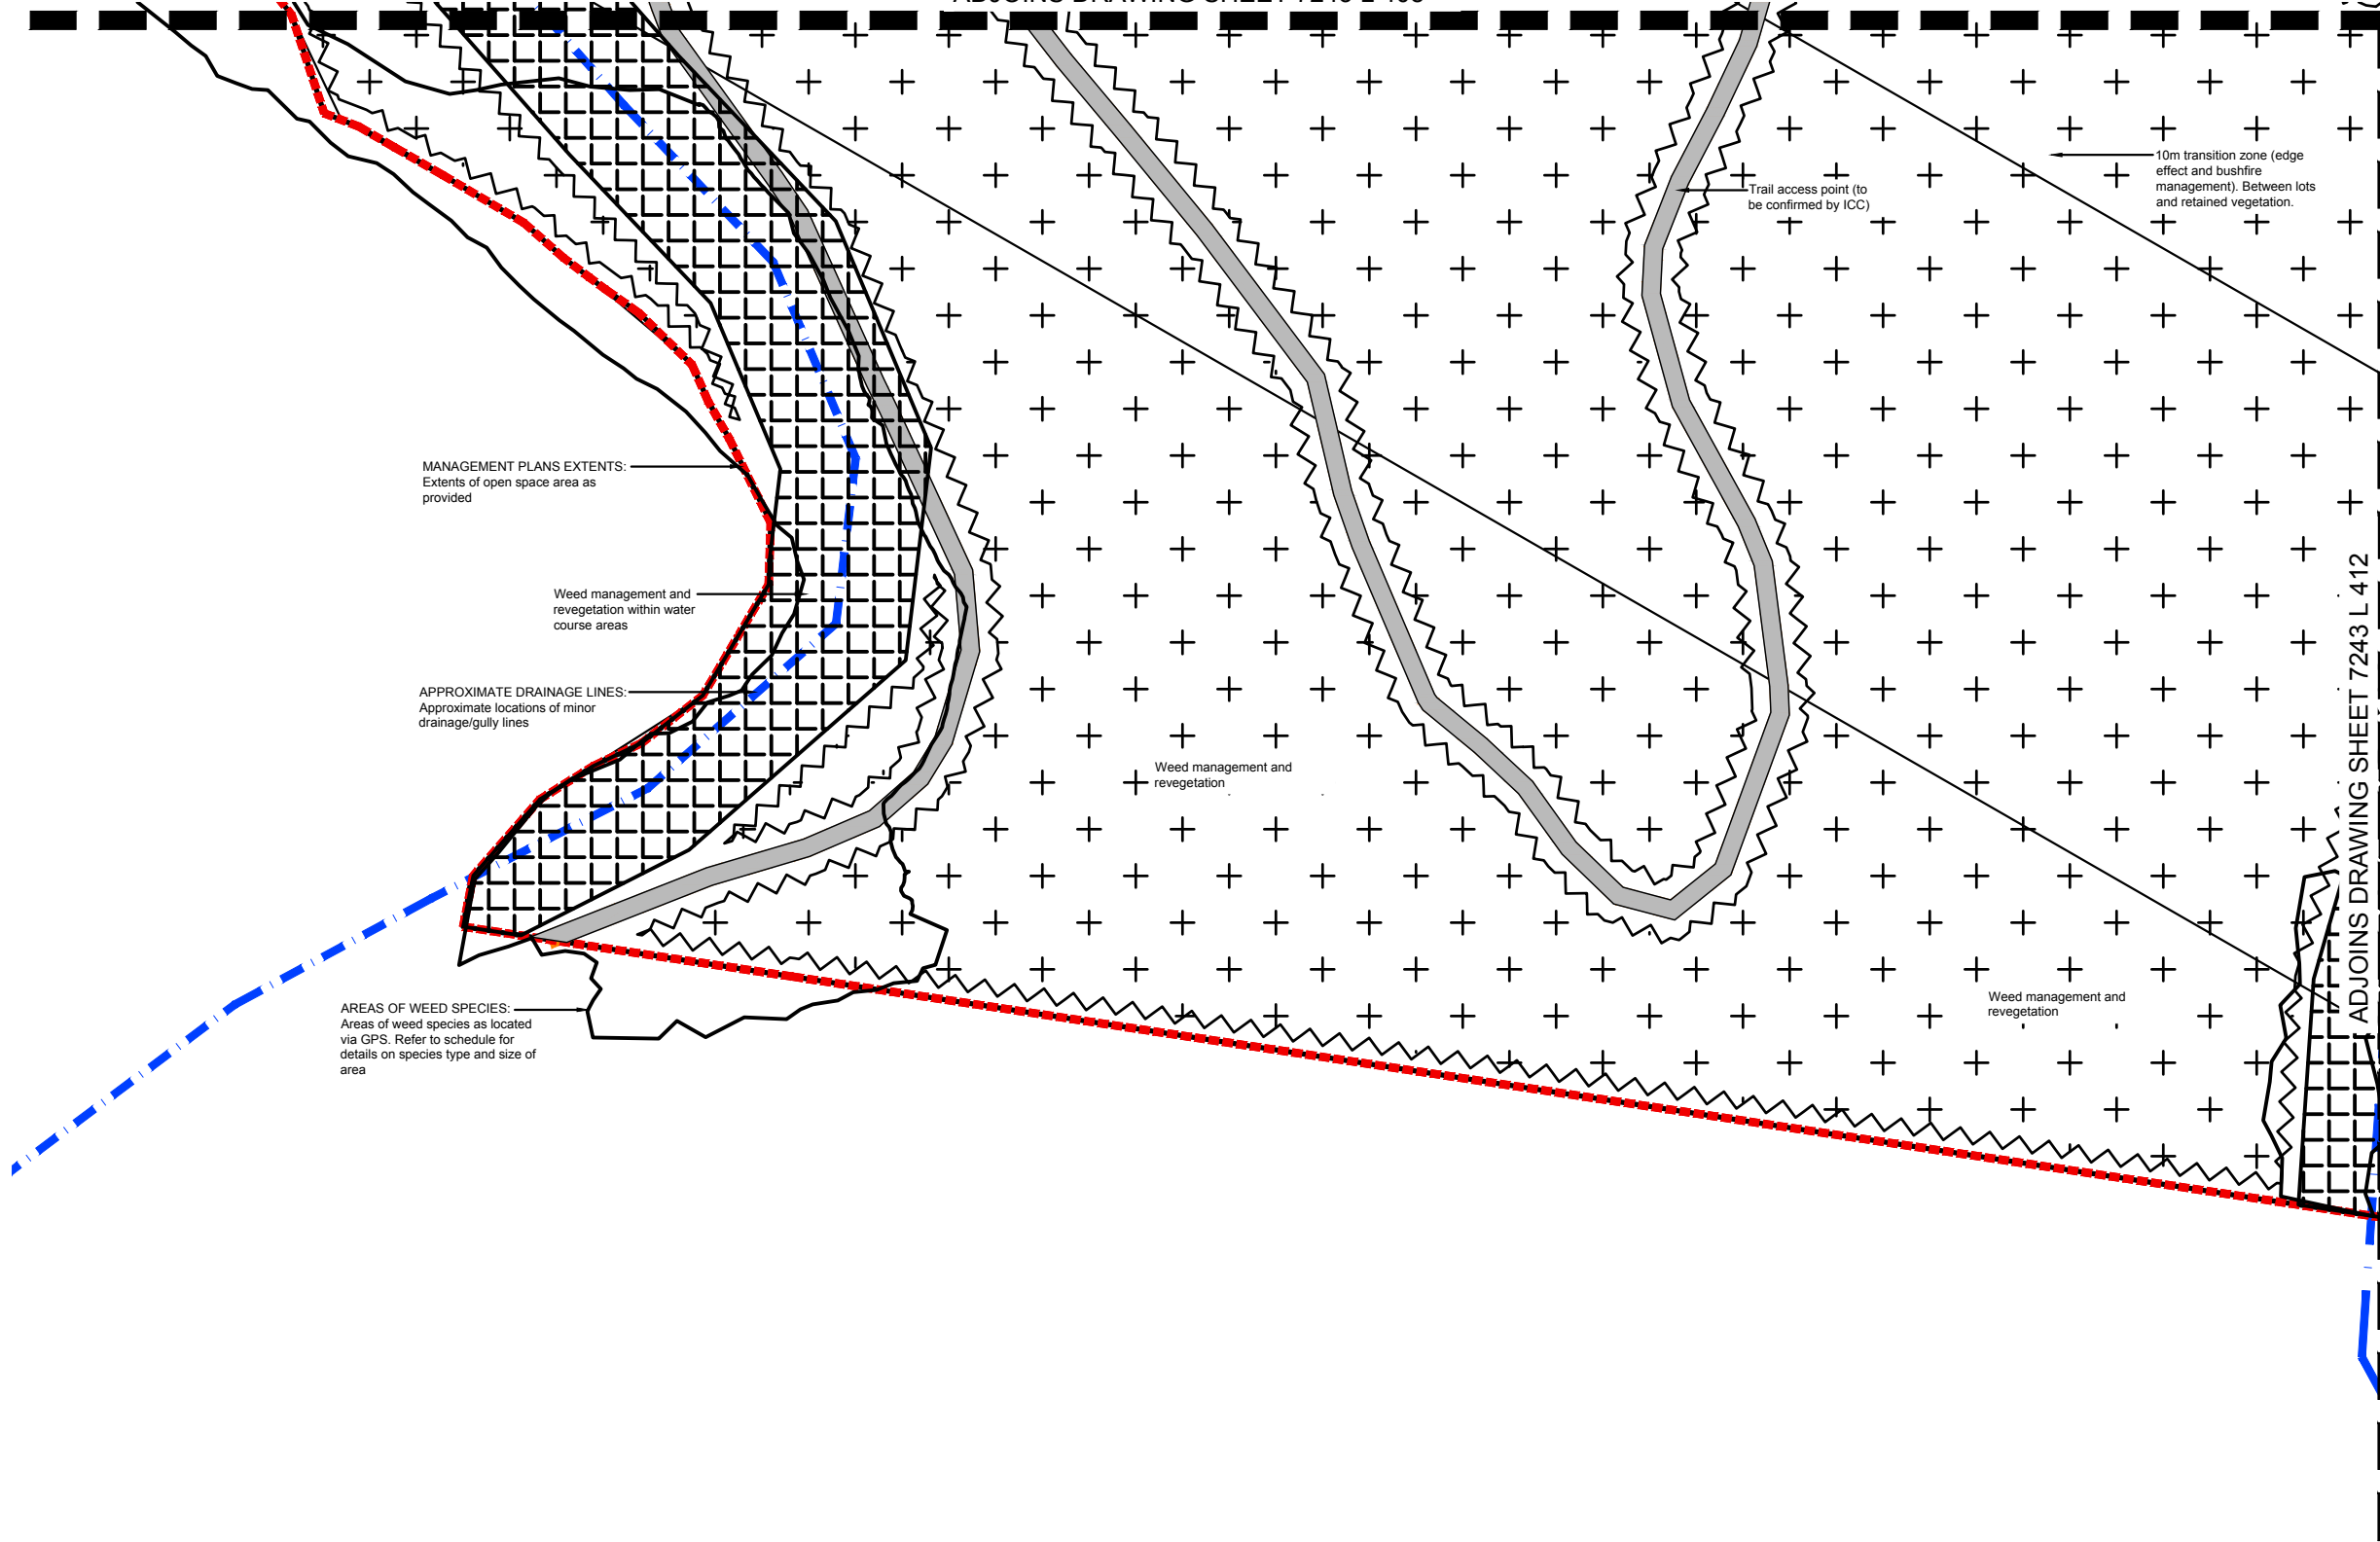 10m transition zone (edge
effect and bushfire
management). Between lots
and retained vegetation.
Trail access point (to
be confirmed by ICC)
MANAGEMENT PLANS EXTENTS:
Extents of open space area as
provided
Weed management and
revegetation within water
course areas
APPROXIMATE DRAINAGE LINES:
Approximate locations of minor
drainage/gully lines
Weed management and
revegetation
AREAS OF WEED SPECIES:
Areas of weed species as located
via GPS. Refer to schedule for
details on species type and size of
area
Weed management and
revegetation
ADJOINS DRAWING SHEET 7243 L 412